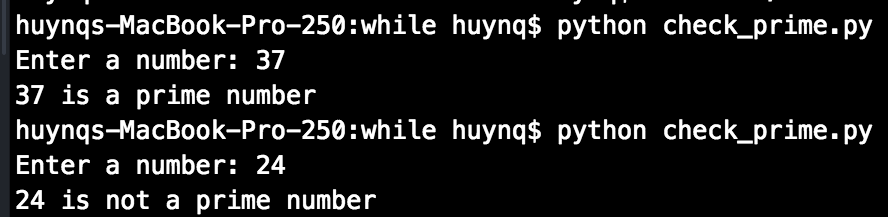 huynqs-MacBook-Pro-250:while huynq$ python check_prime.py
Enter a number: 37
37 is a prime number
huynqs-MacBook-Pro-250:while huynq$ python check_prime.py
Enter a number: 24
24 is not a prime number